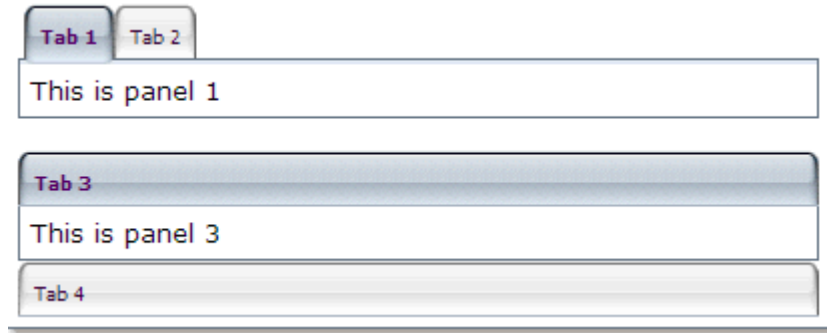 Tab 1 Tab 2
This is panel 1
Tab 3
This is panel 3
Tab 4